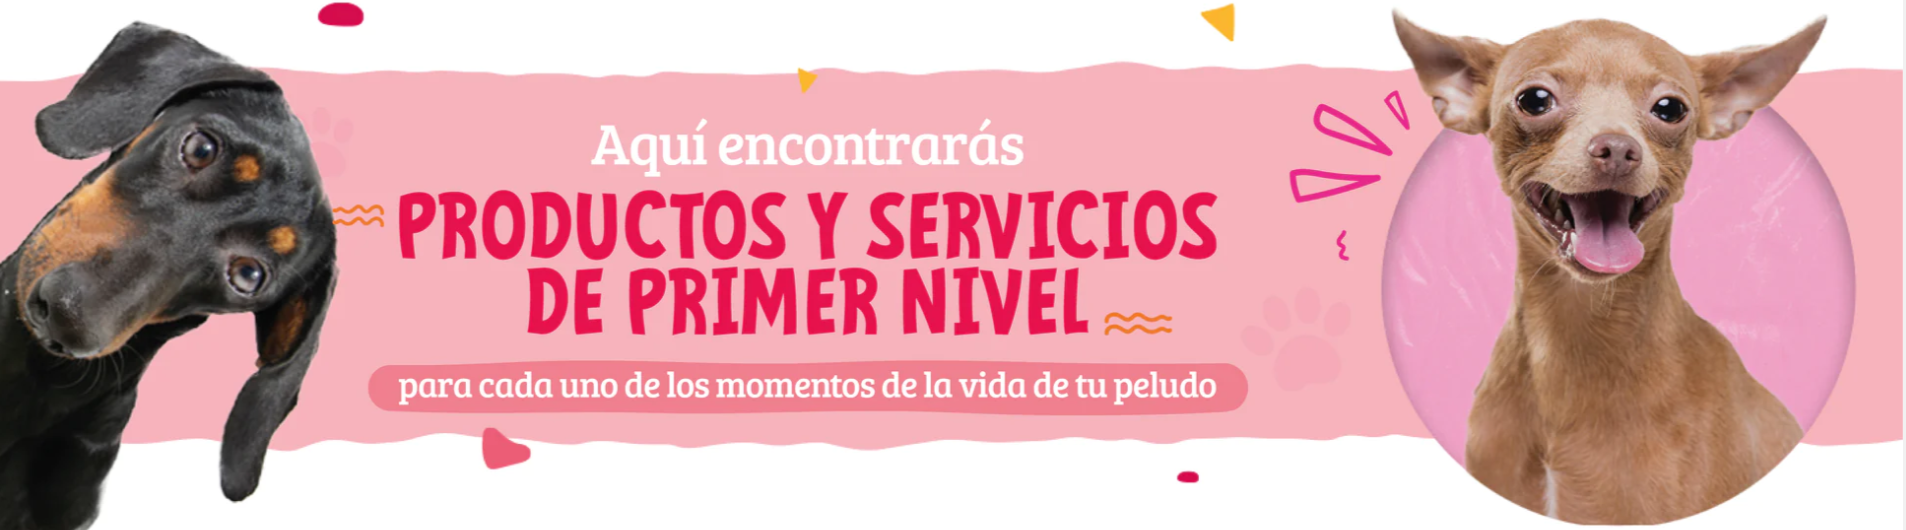 Aquí encontrarás
PRODUCTOS Y SERVICIOS
DE PRIMER NIVEL
para cada uno de los momentos de la vida de tu peludo